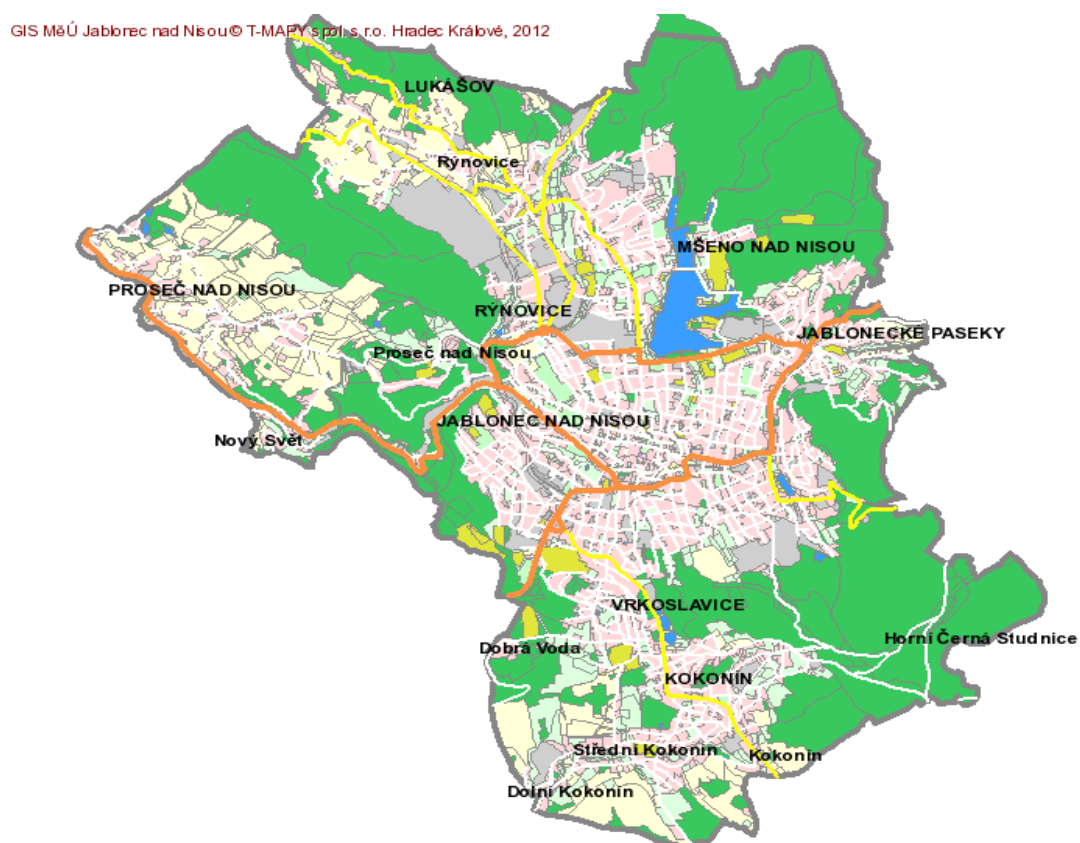 GIS MěÚ Jablonec nad Nisou © T-MAPY spol. s r.o. Hradec Králové, 2012
LUKÁŠOV
Rýnovice
MŠENO NAD NISOU
PROSEČ NAD NISOU
RÝNOVICE
JABLONECKÉ PASEKY
Proseč nad Nisou
JABLONEC NAD NISOU
Nový Svět
VRKOSLAVICE
Horní Černá Studnice
Dobrá Voda
KOKONÍN
Střední Kokonín
Kokonín
Dolní Kokonín